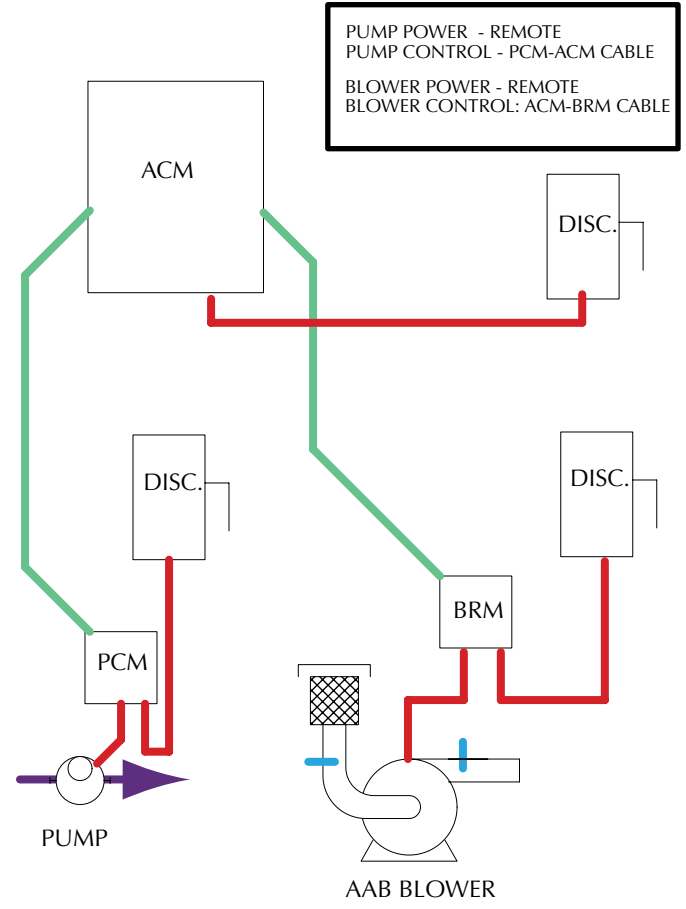 PUMP POWER - REMOTE
PUMP CONTROL - PCM-ACM CABLE
BLOWER POWER - REMOTE
BLOWER CONTROL: ACM-BRM CABLE
ACM
DISC.
DISC.
DISC.
BRM
PCM
PUMP
AAB BLOWER